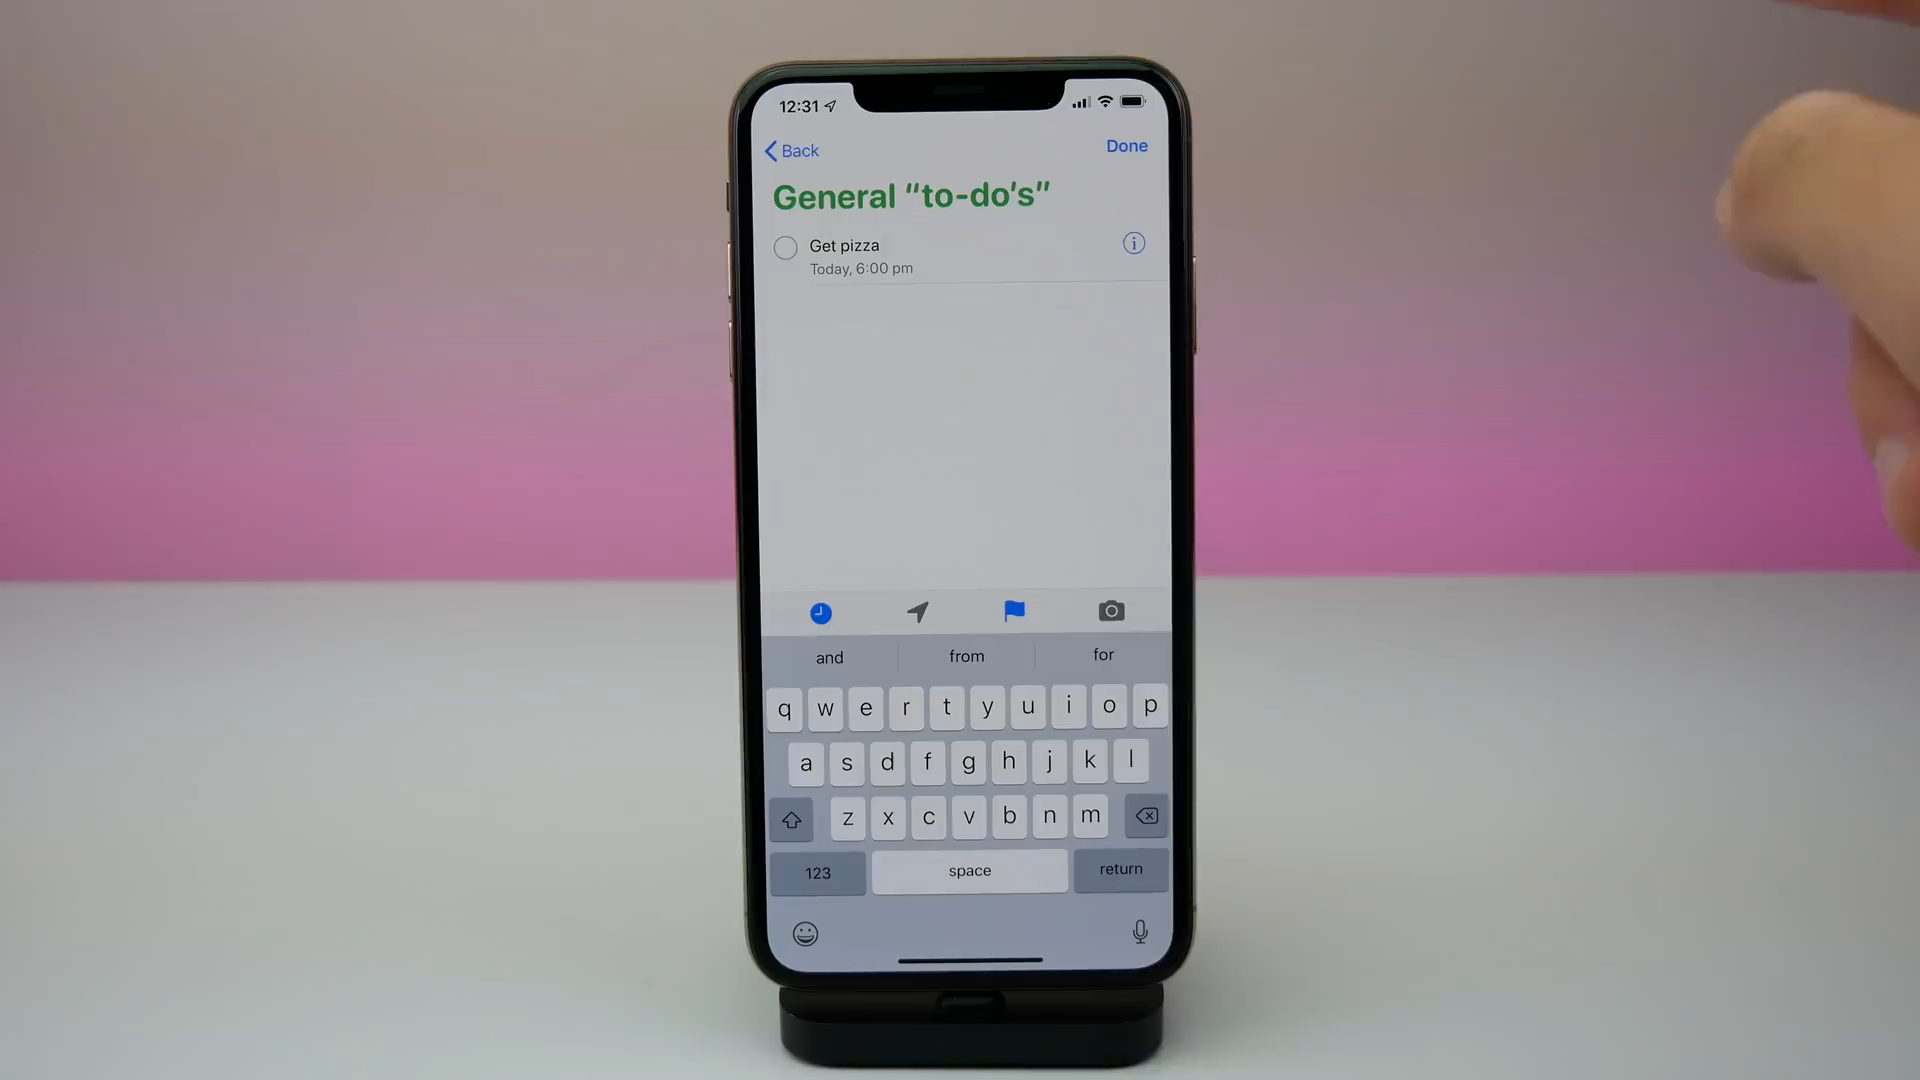 12:31
Back
Done
General “to-do’s”
Get pizza
Today, 6:00 pm
and from for
q w e r t y u i o p
a s d f g h j k l
z x c v b n m
123 space return